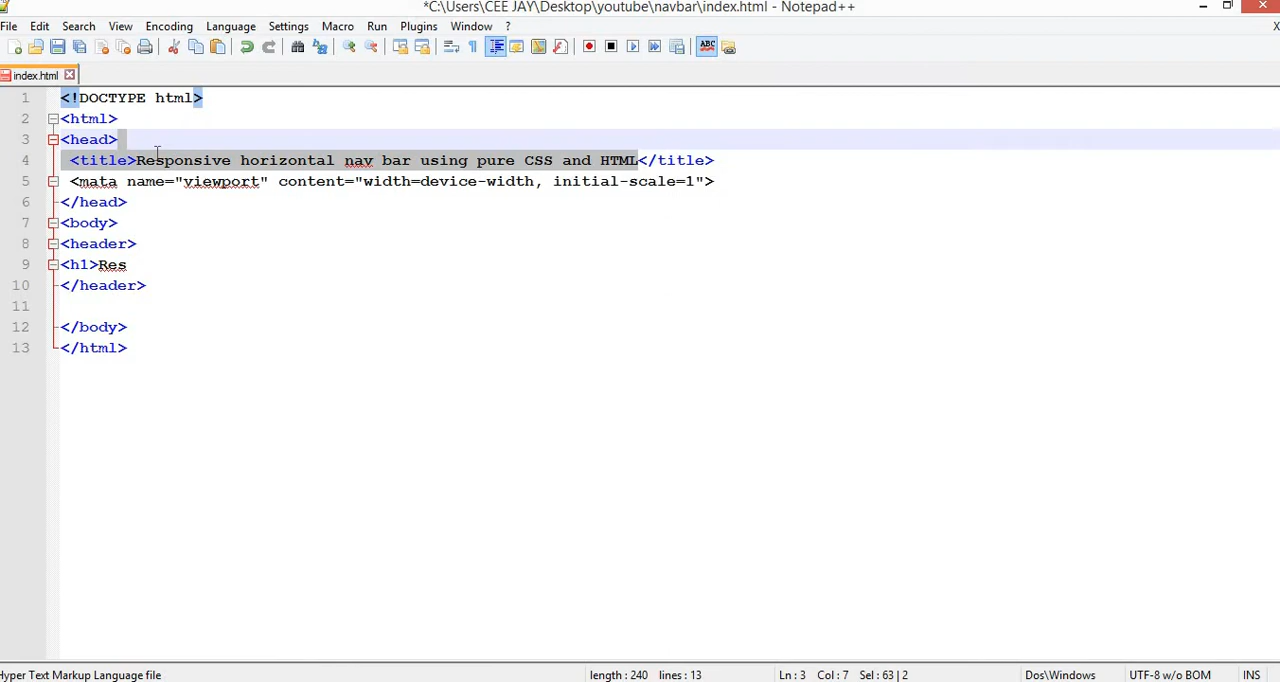 *C:\Users\CEE JAY\Desktop\youtube\navbar\index.html - Notepad++
File Edit Search View Encoding Language Settings Macro Run Plugins Window ? X
ABC
index.html
1 <!DOCTYPE html>
2 <html>
3 <head>
4 <title>Responsive horizontal nav bar using pure CSS and HTML</title>
5 <mata name="viewport" content="width=device-width, initial-scale=1">
6 </head>
7 <body>
8 <header>
9 <h1>Res
10 </header>
11
12 </body>
13 </html>
Hyper Text Markup Language file length : 240 lines : 13 Ln : 3 Col : 7 Sel : 63 | 2 Dos\Windows UTF-8 w/o BOM INS